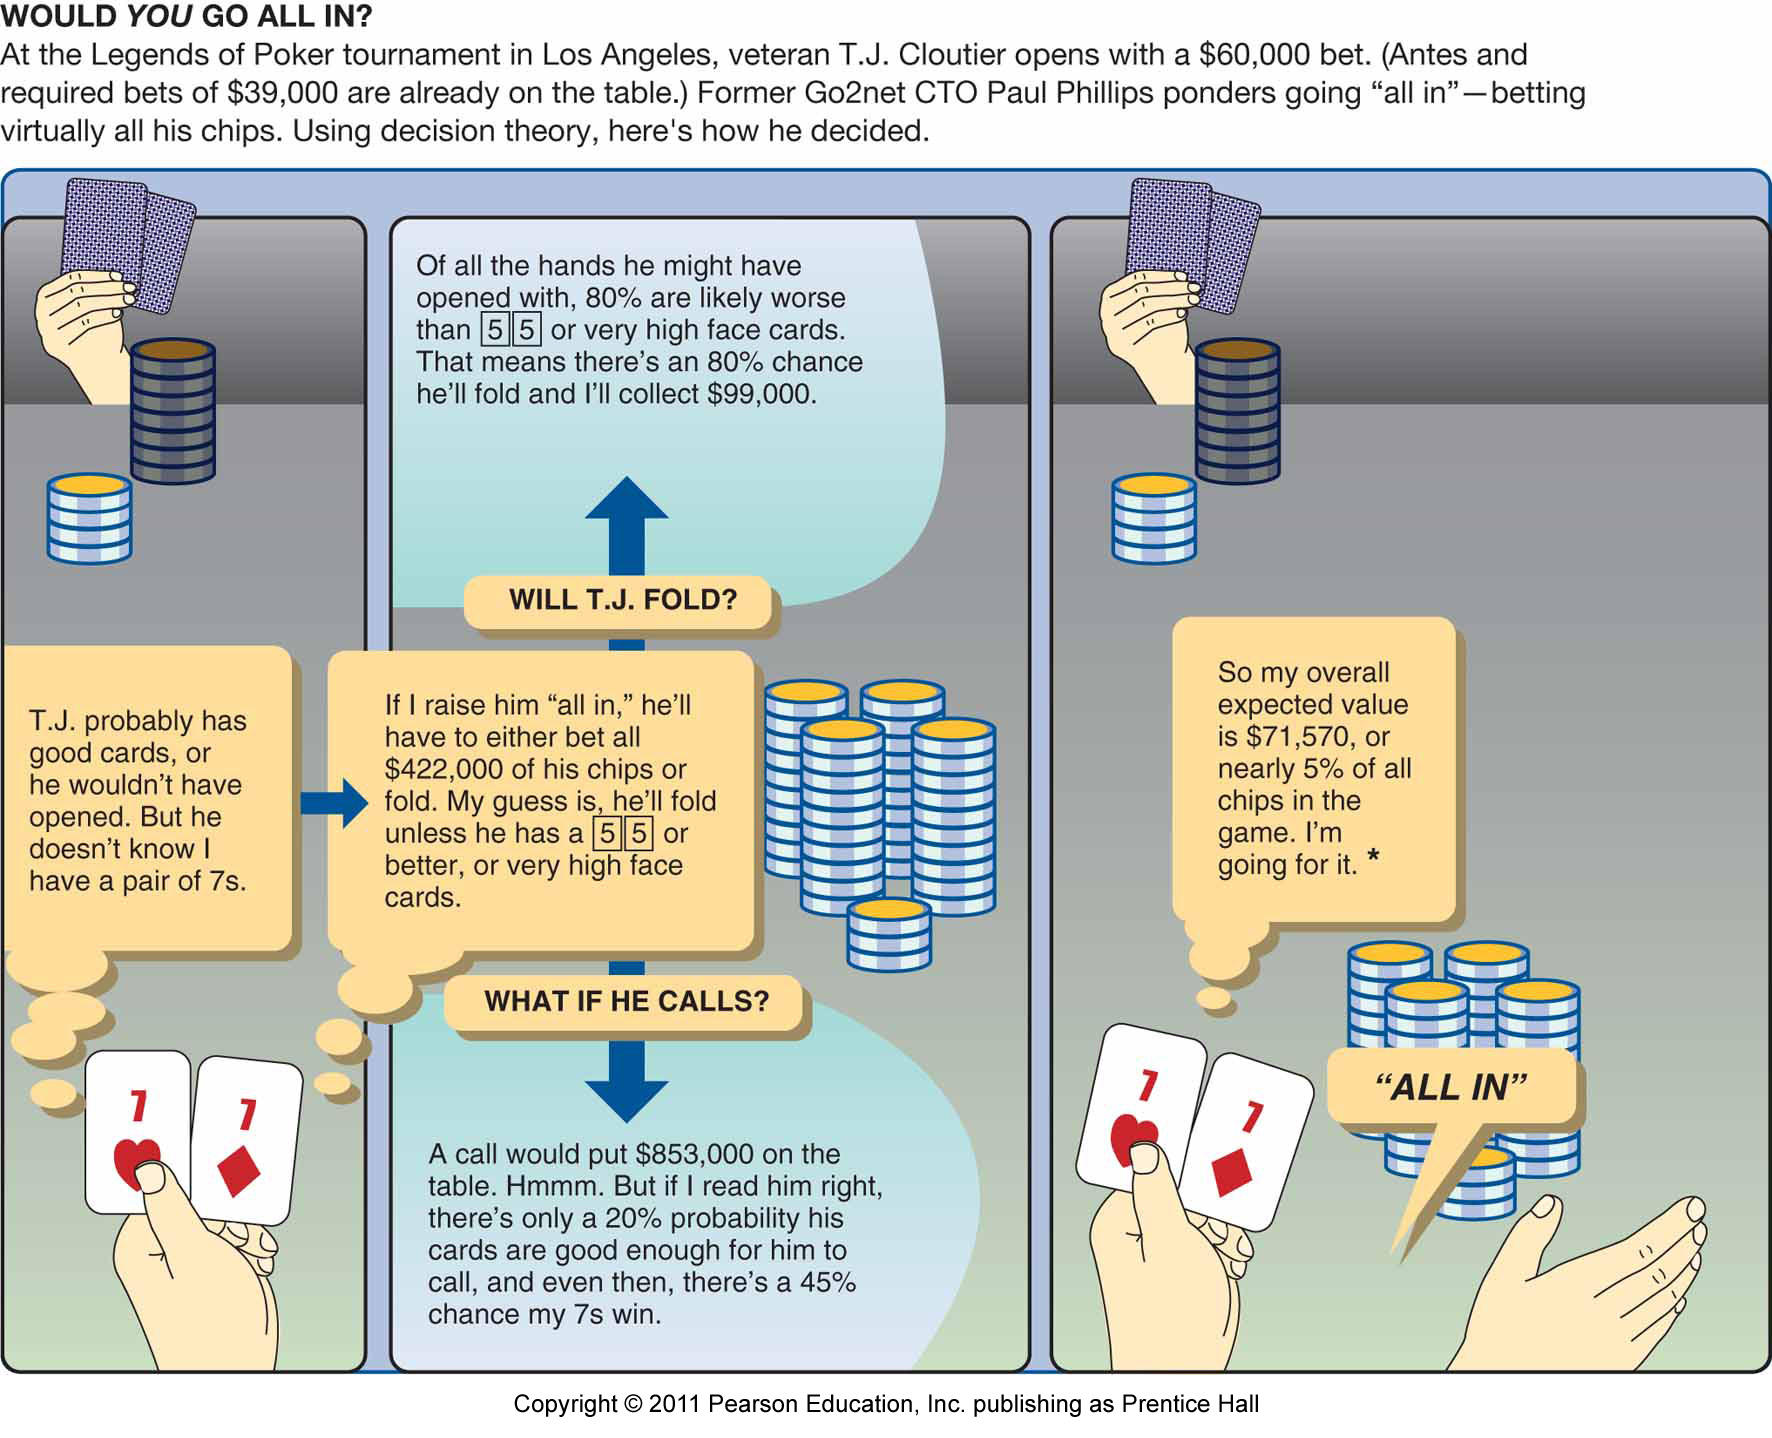 WOULD YOU GO ALL IN?
At the Legends of Poker tournament in Los Angeles, veteran T.J. Cloutier opens with a $60,000 bet. (Antes and
required bets of $39,000 are already on the table.) Former Go2net CTO Paul Phillips ponders going “all in”—betting
virtually all his chips. Using decision theory, here's how he decided.
T.J. probably has
good cards, or
he wouldn’t have
opened. But he
doesn’t know I
have a pair of 7s.
7
7
If I raise him “all in,” he’ll
have to either bet all
$422,000 of his chips or
fold. My guess is, he’ll fold
unless he has a 5 5 or
better, or very high face
cards.
WILL T.J. FOLD?
Of all the hands he might have
opened with, 80% are likely worse
than 5 5 or very high face cards.
That means there’s an 80% chance
he’ll fold and I’ll collect $99,000.
WHAT IF HE CALLS?
A call would put $853,000 on the
table. Hmmm. But if I read him right,
there’s only a 20% probability his
cards are good enough for him to
call, and even then, there’s a 45%
chance my 7s win.
So my overall
expected value
is $71,570, or
nearly 5% of all
chips in the
game. I’m
going for it. *
“ALL IN”
7
7
Copyright © 2011 Pearson Education, Inc. publishing as Prentice Hall